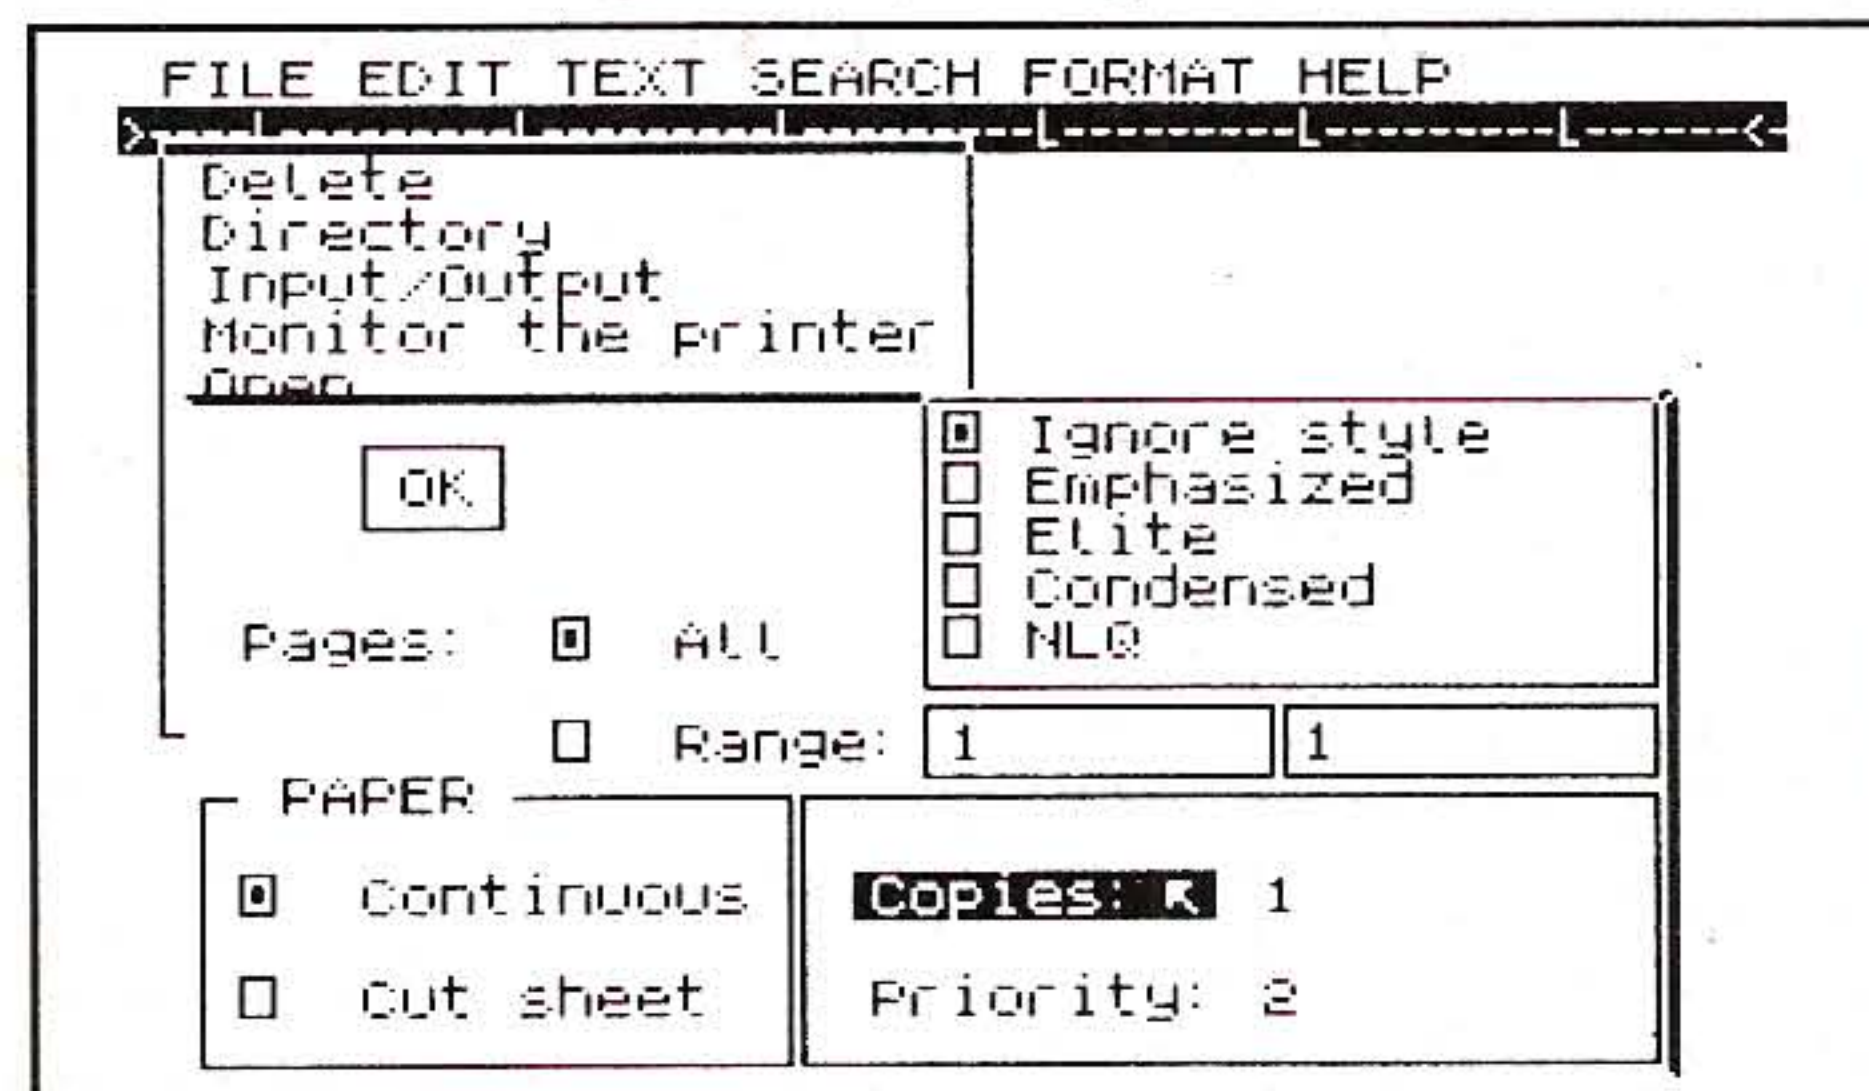 FILE EDIT TEXT SEARCH FORMAT HELP
Delete
Directory
Input/Output
Monitor the printer
Open
OK
Ignore style
Emphasized
Elite
Condensed
NLQ
Pages: All
Range: 1 1
PAPER
Continuous
Cut sheet
Copies: 1
Priority: 2